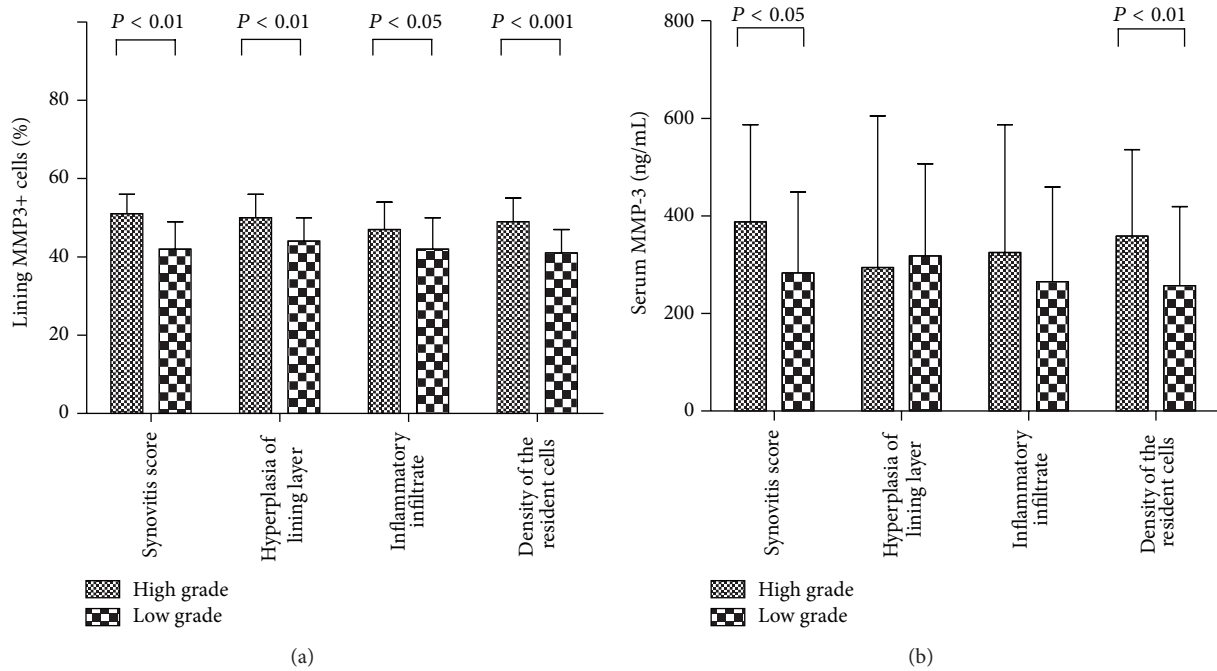 P < 0.01
P < 0.01
P < 0.05
P < 0.001
Lining MMP3+ cells (%)
80
60
40
20
0
Synovitis score
Hyperplasia of
lining layer
Inflammatory
infiltrate
Density of the
resident cells
High grade
Low grade
(a)
P < 0.05
P < 0.01
Serum MMP-3 (ng/mL)
800
600
400
200
0
Synovitis score
Hyperplasia of
lining layer
Inflammatory
infiltrate
Density of the
resident cells
High grade
Low grade
(b)